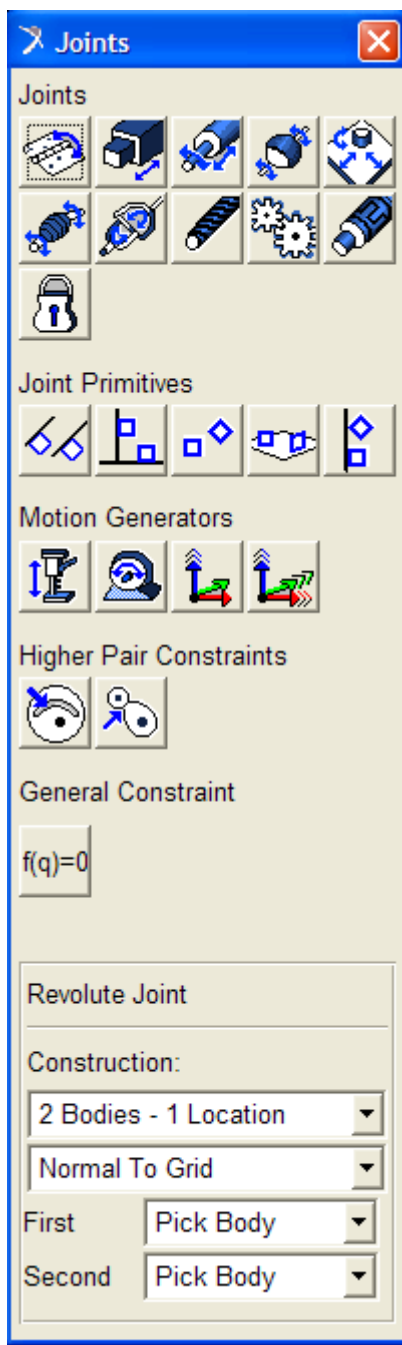 Joints
Joints
Joint Primitives
Motion Generators
Higher Pair Constraints
General Constraint
f(q)=0
Revolute Joint
Construction:
2 Bodies - 1 Location
Normal To Grid
First Pick Body
Second Pick Body